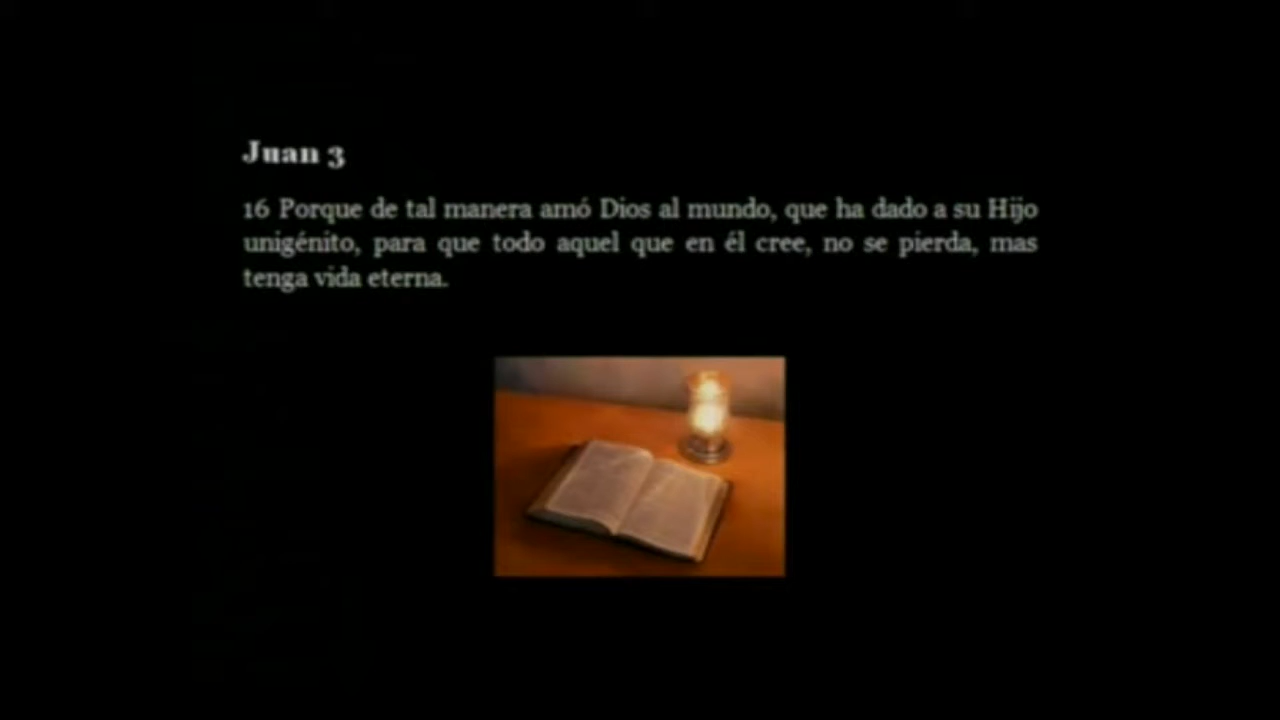 Juan 3
16 Porque de tal manera amó Dios al mundo, que ha dado a su Hijo
unigénito, para que todo aquel que en él cree, no se pierda, mas
tenga vida eterna.